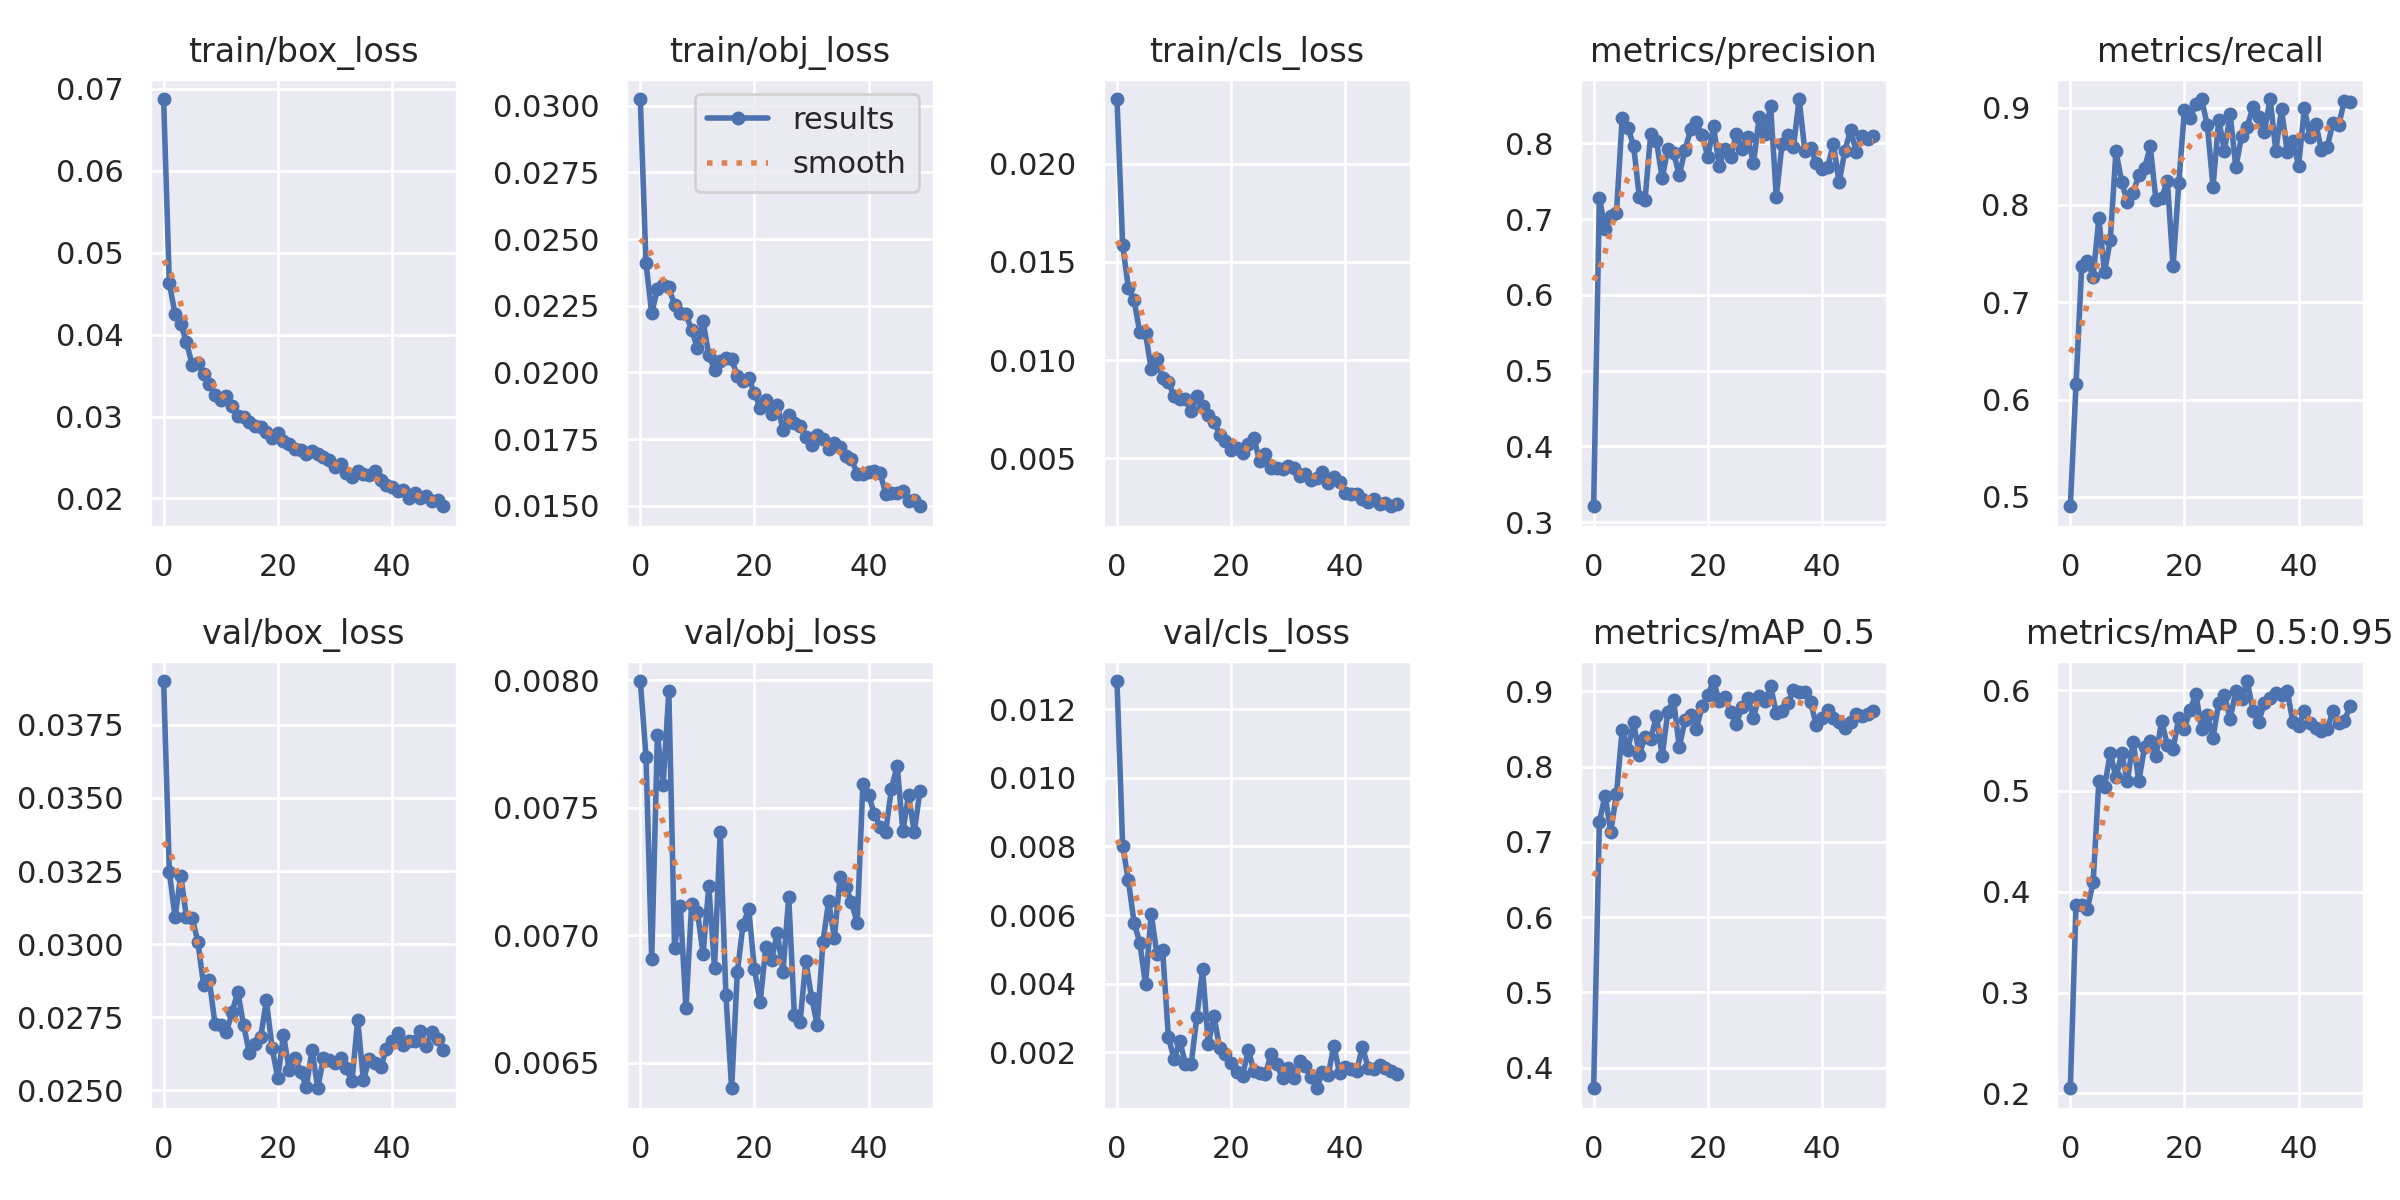 train/box_loss
0.07
0.06
0.05
0.04
0.03
0.02
0 20 40
train/obj_loss
results
smooth
0.0300
0.0275
0.0250
0.0225
0.0200
0.0175
0.0150
0 20 40
train/cls_loss
0.020
0.015
0.010
0.005
0 20 40
metrics/precision
0.8
0.7
0.6
0.5
0.4
0.3
0 20 40
metrics/recall
0.9
0.8
0.7
0.6
0.5
0 20 40
val/box_loss
0.0375
0.0350
0.0325
0.0300
0.0275
0.0250
0 20 40
val/obj_loss
0.0080
0.0075
0.0070
0.0065
0 20 40
val/cls_loss
0.012
0.010
0.008
0.006
0.004
0.002
0 20 40
metrics/mAP_0.5
0.9
0.8
0.7
0.6
0.5
0.4
0 20 40
metrics/mAP_0.5:0.95
0.6
0.5
0.4
0.3
0.2
0 20 40